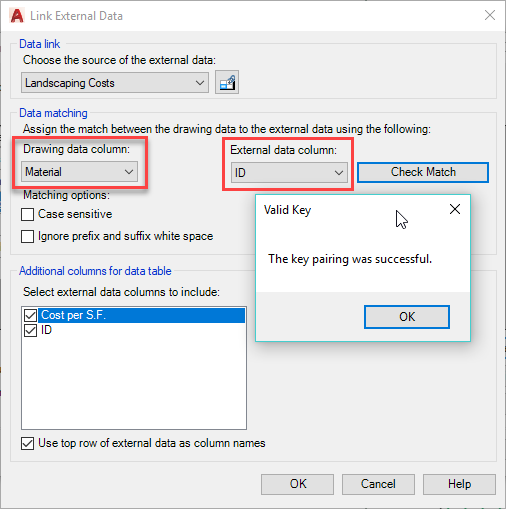 Link External Data
Data link
Choose the source of the external data:
Landscaping Costs
Data matching
Assign the match between the drawing data to the external data using the following:
Drawing data column:
External data column:
Material
ID
Check Match
Matching options:
Case sensitive
Ignore prefix and suffix white space
Valid Key
The key pairing was successful.
OK
Additional columns for data table
Select external data columns to include:
Cost per S.F.
ID
Use top row of external data as column names
OK
Cancel
Help